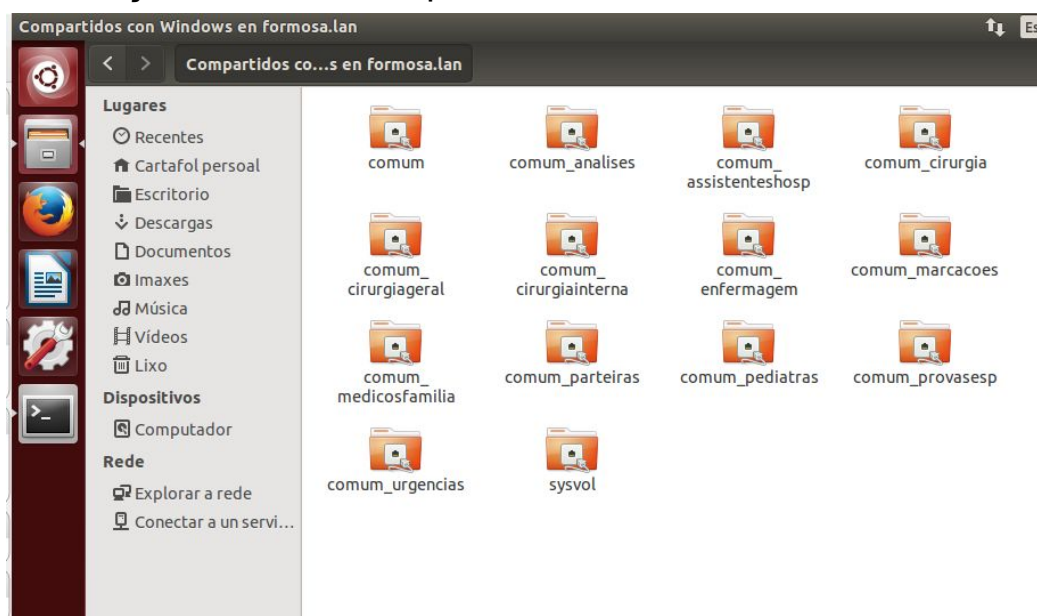 Compartidos con Windows en formosa.lan
Es
Compartidos co...s en formosa.lan
Lugares
Recentes
Cartafol persoal
Escritorio
Descargas
Documentos
Imaxes
Música
Vídeos
Lixo
Dispositivos
Computador
Rede
Explorar a rede
Conectar a un servi...
comum
comum_analises
comum_
assistenteshosp
comum_cirurgia
comum_
cirurgiageral
comum_
cirurgiainterna
comum_
enfermagem
comum_marcacoes
comum_
medicosfamilia
comum_parteiras
comum_pediatras
comum_provasesp
comum_urgencias
sysvol